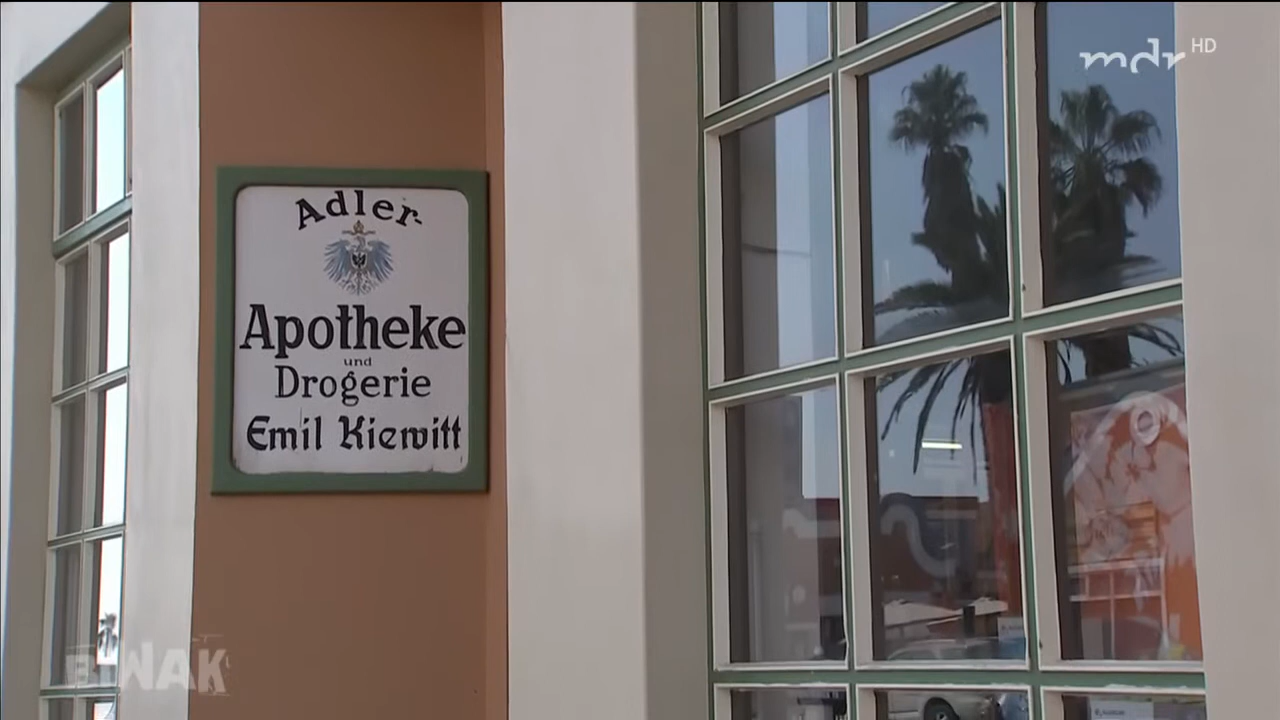 mdr HD
Adler
Apotheke
und
Drogerie
Emil Kiewitt
BIWAK